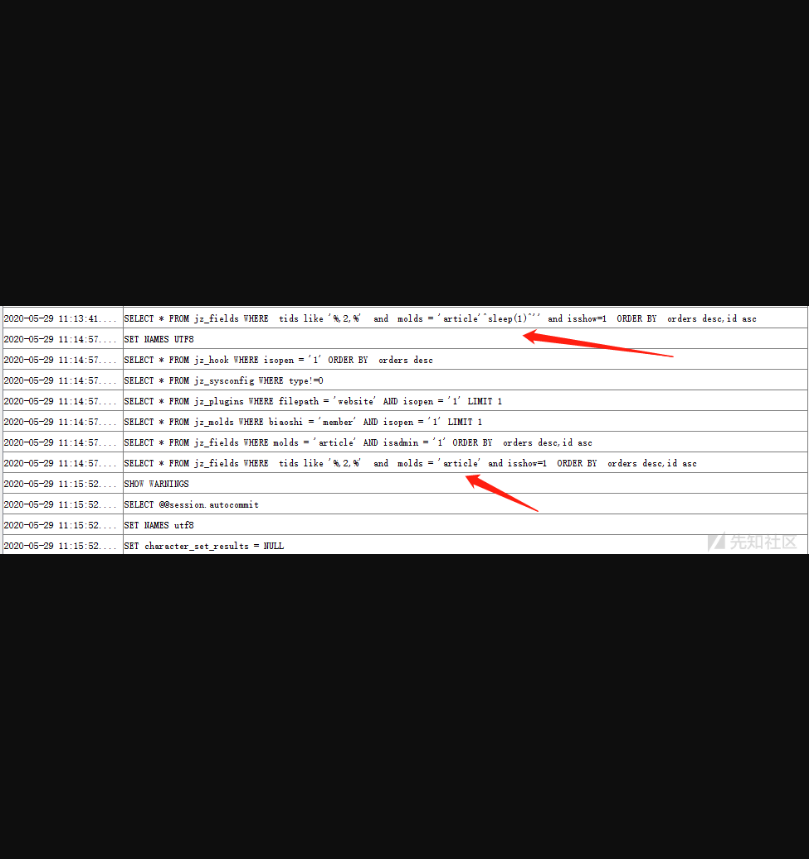 2020-05-29 11:13:41.... SELECT * FROM jz_fields WHERE tids like '%,2,%' and molds = 'article'^sleep(1)^'' and isshow=1 ORDER BY orders desc,id asc
2020-05-29 11:14:57.... SET NAMES UTF8
2020-05-29 11:14:57.... SELECT * FROM jz_hook WHERE isopen = '1' ORDER BY orders desc
2020-05-29 11:14:57.... SELECT * FROM jz_sysconfig WHERE type!=0
2020-05-29 11:14:57.... SELECT * FROM jz_plugins WHERE filepath = 'website' AND isopen = '1' LIMIT 1
2020-05-29 11:14:57.... SELECT * FROM jz_molds WHERE biaoshi = 'member' AND isopen = '1' LIMIT 1
2020-05-29 11:14:57.... SELECT * FROM jz_fields WHERE molds = 'article' AND isadmin = '1' ORDER BY orders desc,id asc
2020-05-29 11:14:57.... SELECT * FROM jz_fields WHERE tids like '%,2,%' and molds = 'article' and isshow=1 ORDER BY orders desc,id asc
2020-05-29 11:15:52.... SHOW WARNINGS
2020-05-29 11:15:52.... SELECT @@session.autocommit
2020-05-29 11:15:52.... SET NAMES utf8
2020-05-29 11:15:52.... SET character_set_results = NULL
先知社区